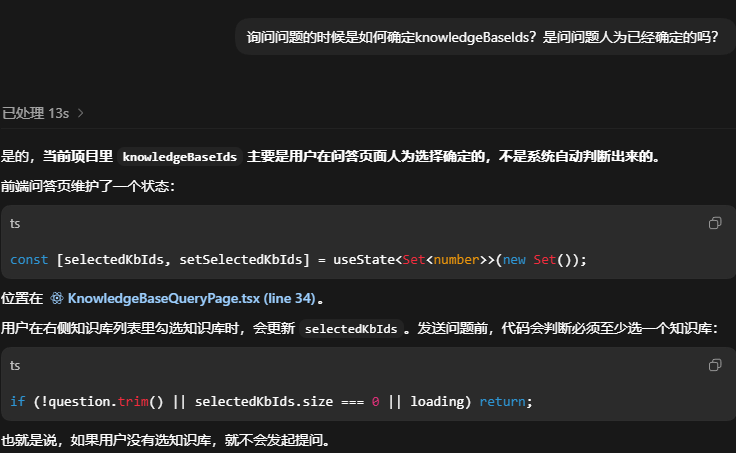 询问问题的时候是如何确定knowledgeBaseIds？是问问题人为已经确定的吗？
已处理 13s
是的，当前项目里 knowledgeBaseIds 主要是用户在问答页面人为选择确定的，不是系统自动判断出来的。
前端问答页维护了一个状态：
ts
const [selectedKbIds, setSelectedKbIds] = useState<Set<number>>(new Set());
位置在 KnowledgeBaseQueryPage.tsx (line 34)。
用户在右侧知识库列表里勾选知识库时，会更新 selectedKbIds。发送问题前，代码会判断必须至少选一个知识库：
ts
if (!question.trim() || selectedKbIds.size === 0 || loading) return;
也就是说，如果用户没有选知识库，就不会发起提问。